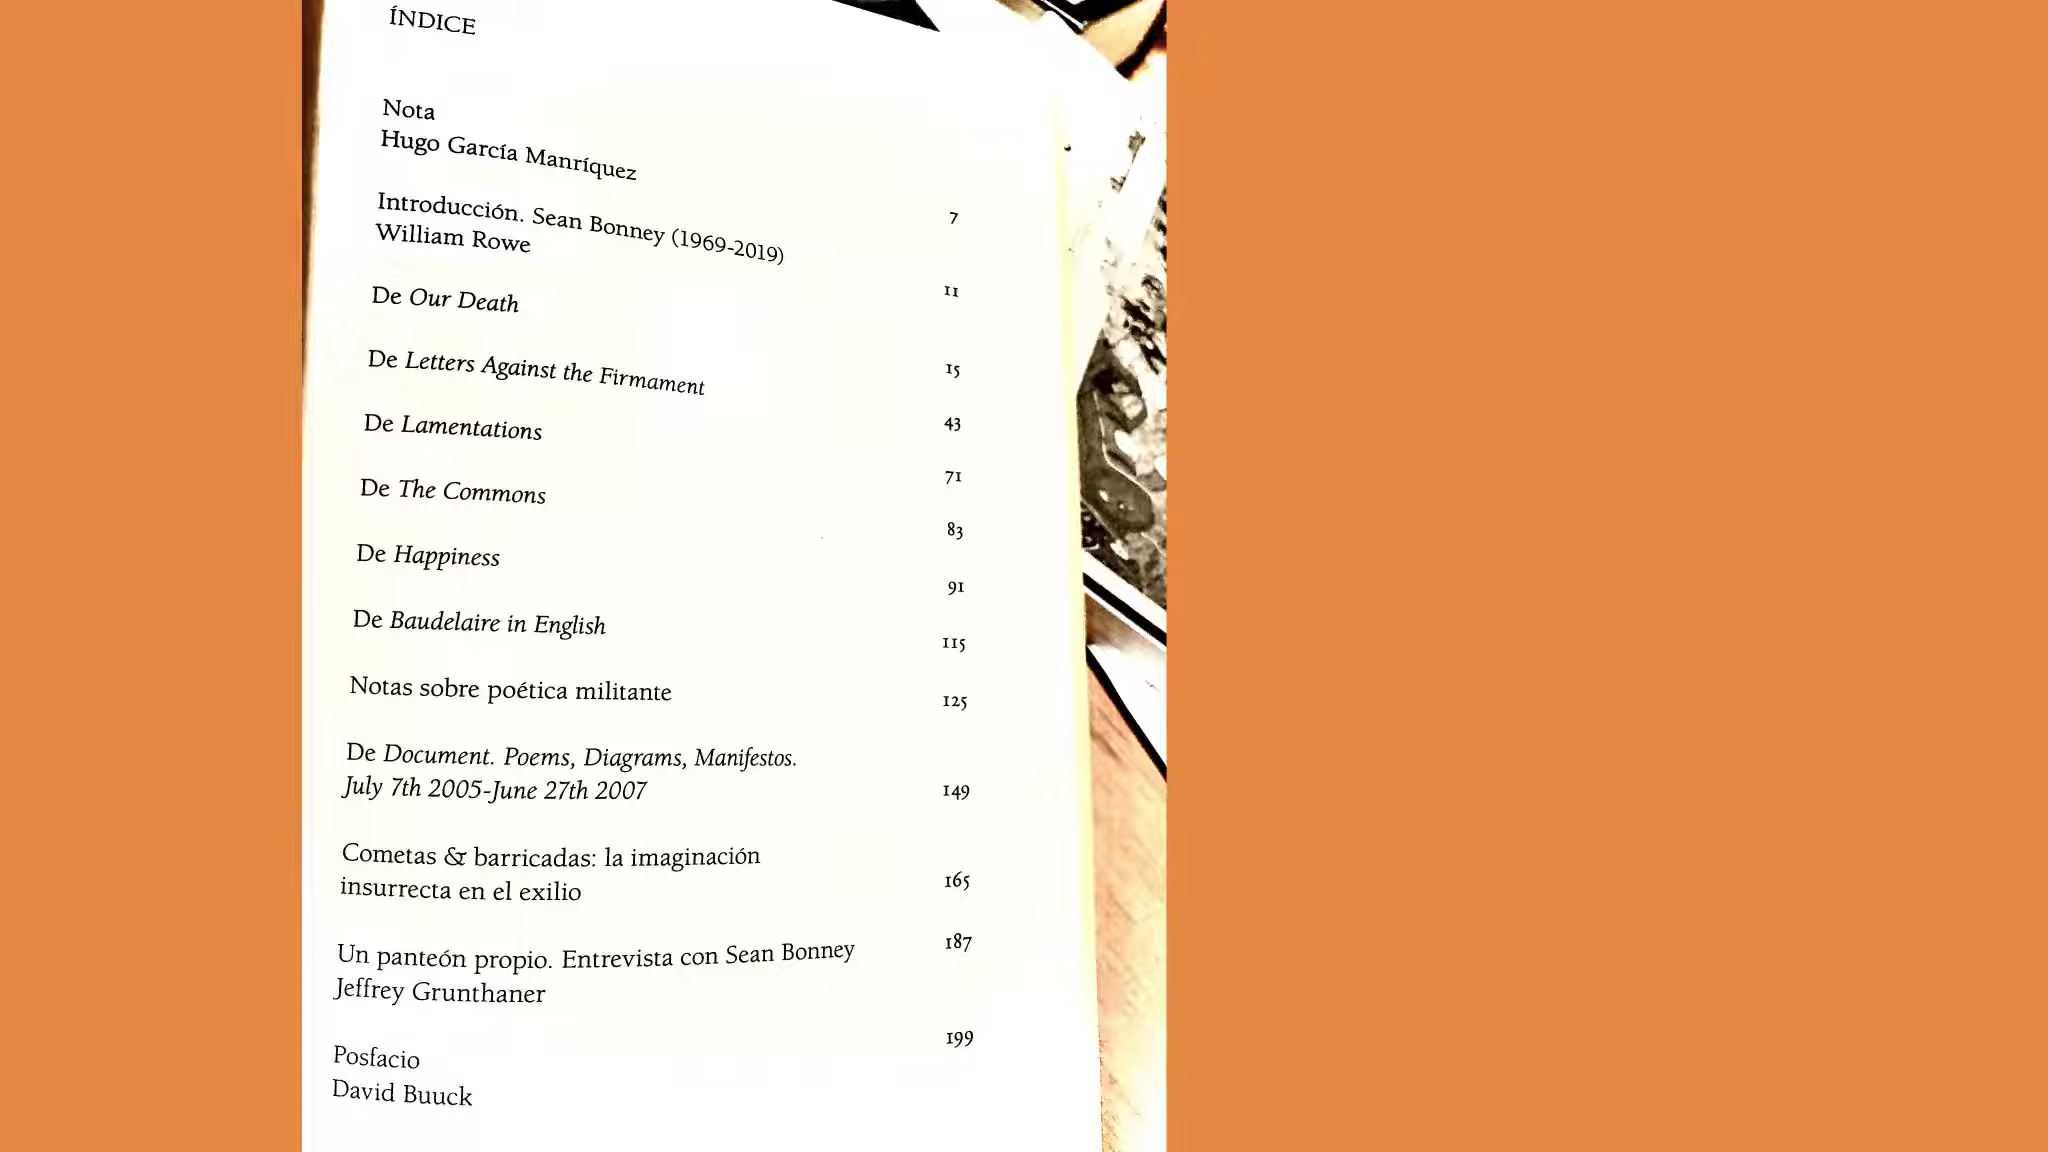 ÍNDICE
Nota
Hugo García Manríquez
7
Introducción. Sean Bonney (1969-2019)
William Rowe
11
De Our Death
15
De Letters Against the Firmament
43
De Lamentations
71
De The Commons
83
De Happiness
91
De Baudelaire in English
115
Notas sobre poética militante
125
De Document. Poems, Diagrams, Manifestos.
July 7th 2005-June 27th 2007
149
Cometas & barricadas: la imaginación
insurrecta en el exilio
165
Un panteón propio. Entrevista con Sean Bonney
Jeffrey Grunthaner
187
Posfacio
David Buuck
199